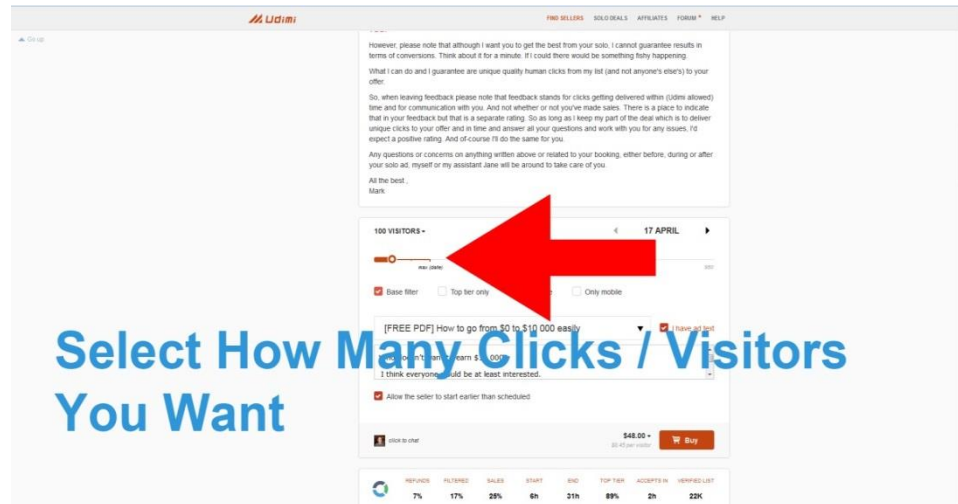 Udimi
FIND SELLERS SOLO DEALS AFFILIATES FORUM HELP
Go up
However, please note that although I want you to get the best from your solo, I cannot guarantee results in
terms of conversions. Think about it for a minute. If I could there would be something fishy happening.
What I can do and I guarantee are unique quality human clicks from my list (and not anyone's else's) to your
offer.
So, when leaving feedback please note that feedback stands for clicks getting delivered within (Udimi allowed)
time and for communication with you. And not whether or not you've made sales. There is a place to indicate
that in your feedback but that is a separate rating. So as long as I keep my part of the deal which is to deliver
unique clicks to your offer and in time and answer all your questions and work with you for any issues, I'd
expect a positive rating. And of-course I'll do the same for you.
Any questions or concerns on anything written above or related to your booking, either before, during or after
your solo ad, myself or my assistant Jane will be around to take care of you.
All the best ,
Mark
100 VISITORS
17 APRIL
Base filter Top tier only Only mobile
[FREE PDF] How to go from $0 to $10 000 easily
I have ad text
Select How Many Clicks / Visitors
You Want
I think everyone would be at least interested.
Allow the seller to start earlier than scheduled
click to chat
$48.00
per visitor
Buy
REFUNDS FILTERED SALES START END TOP TIER ACCEPTS IN VERIFIED LIST
7% 17% 25% 6h 31h 89% 2h 22K